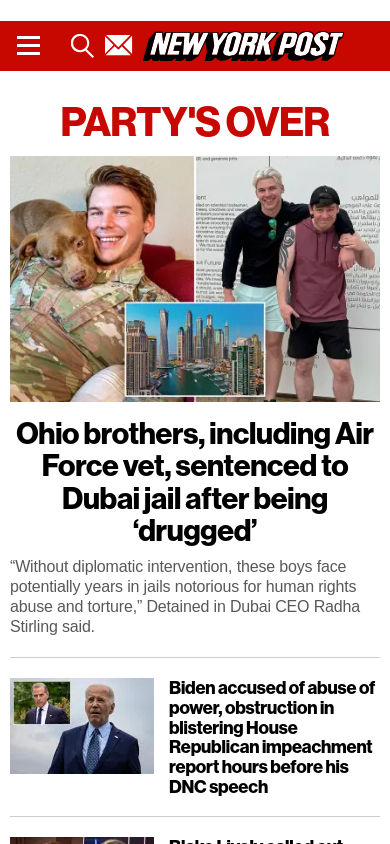 NEW YORK POST
PARTY'S OVER
Ohio brothers, including Air
Force vet, sentenced to
Dubai jail after being
‘drugged’
“Without diplomatic intervention, these boys face
potentially years in jails notorious for human rights
abuse and torture,” Detained in Dubai CEO Radha
Stirling said.
Biden accused of abuse of
power, obstruction in
blistering House
Republican impeachment
report hours before his
DNC speech